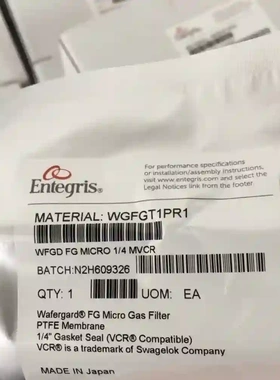 Entegris®
For performance specifications
or installation/assembly instructions,
visit www.entegris.com and select the
Legal Notices link from the footer.
MATERIAL: WGFGT1PR1
WFGD FG MICRO 1/4 MVCR
BATCH:N2H609326
QTY: 1 UOM: EA
Wafergard® FG Micro Gas Filter
PTFE Membrane
1/4" Gasket Seal (VCR® Compatible)
VCR® is a trademark of Swagelok Company
MADE IN Japan